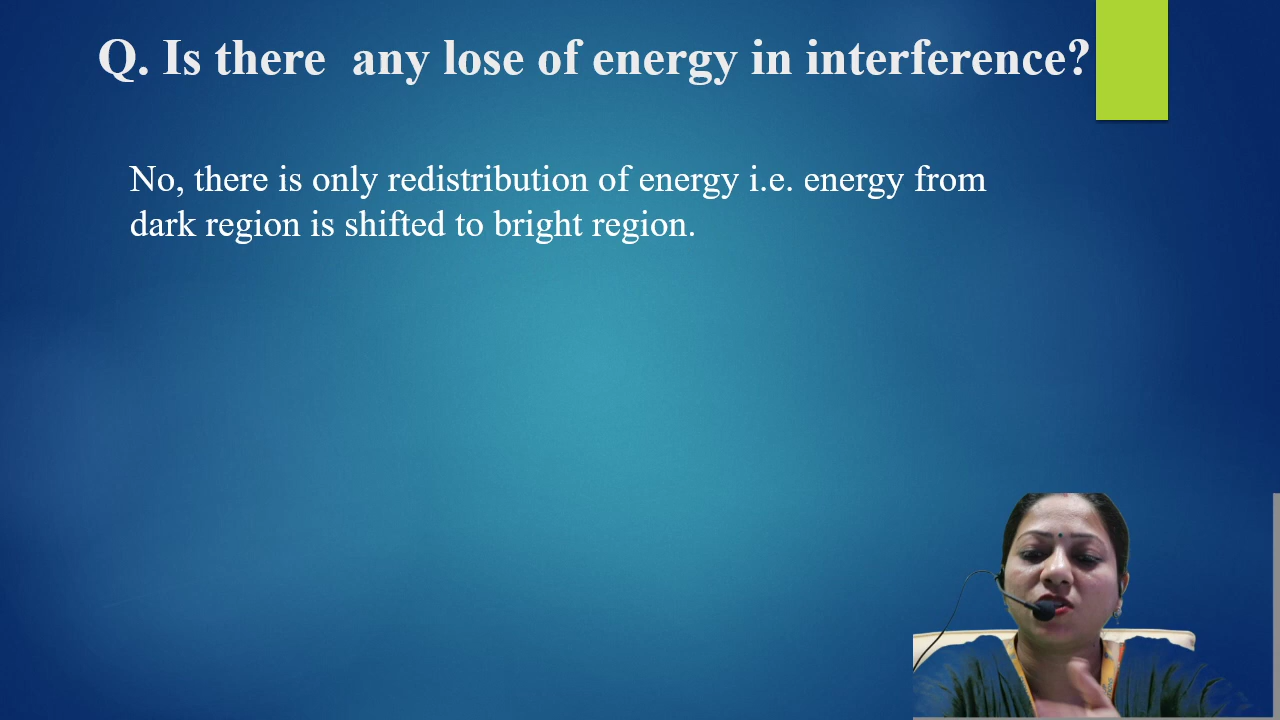 Q. Is there any lose of energy in interference?
No, there is only redistribution of energy i.e. energy from
dark region is shifted to bright region.